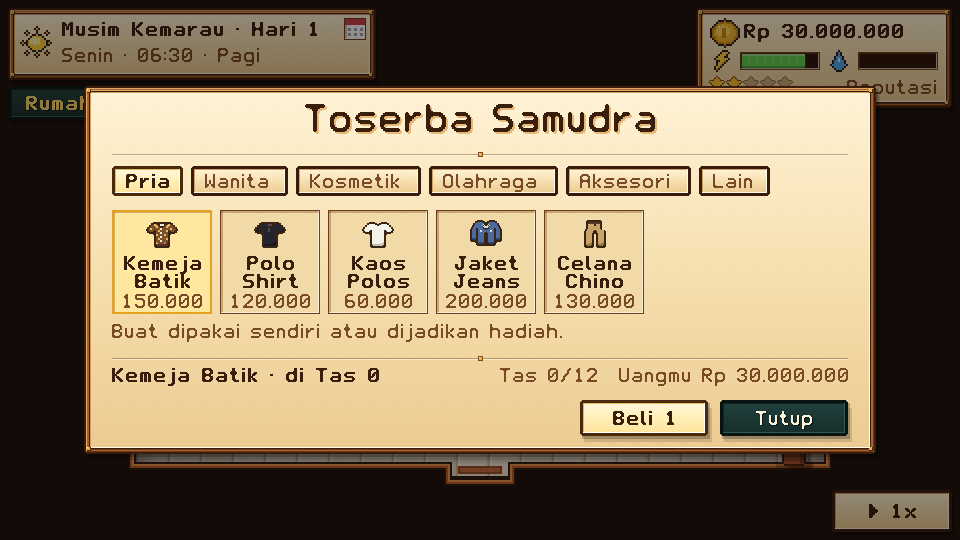 Musim Kemarau · Hari 1
Senin · 06:30 · Pagi
Rp 30.000.000
Toserba Samudra
Pria
Wanita
Kosmetik
Olahraga
Aksesori
Lain
Kemeja
Batik
150.000
Polo
Shirt
120.000
Kaos
Polos
60.000
Jaket
Jeans
200.000
Celana
Chino
130.000
Buat dipakai sendiri atau dijadikan hadiah.
Kemeja Batik · di Tas 0
Tas 0/12 Uangmu Rp 30.000.000
Beli 1
Tutup
1x